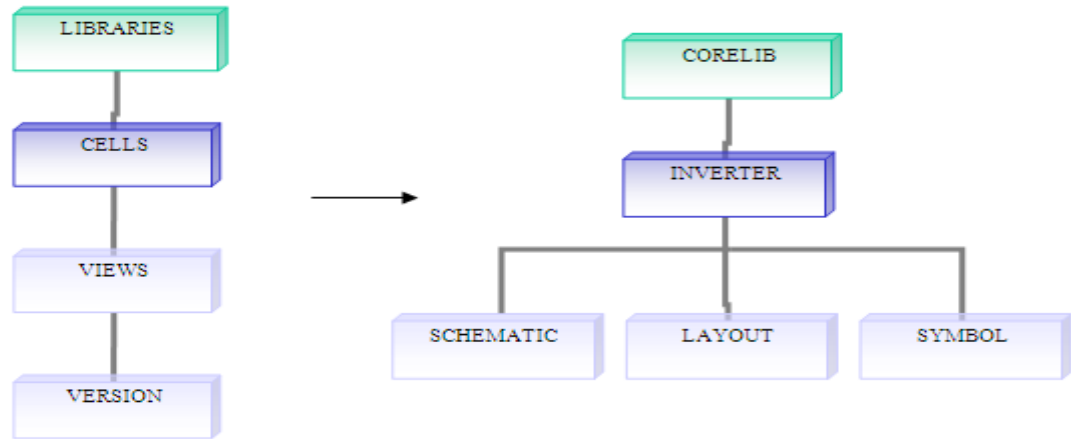 LIBRARIES
CELLS
VIEWS
VERSION
CORELIB
INVERTER
SCHEMATIC
LAYOUT
SYMBOL